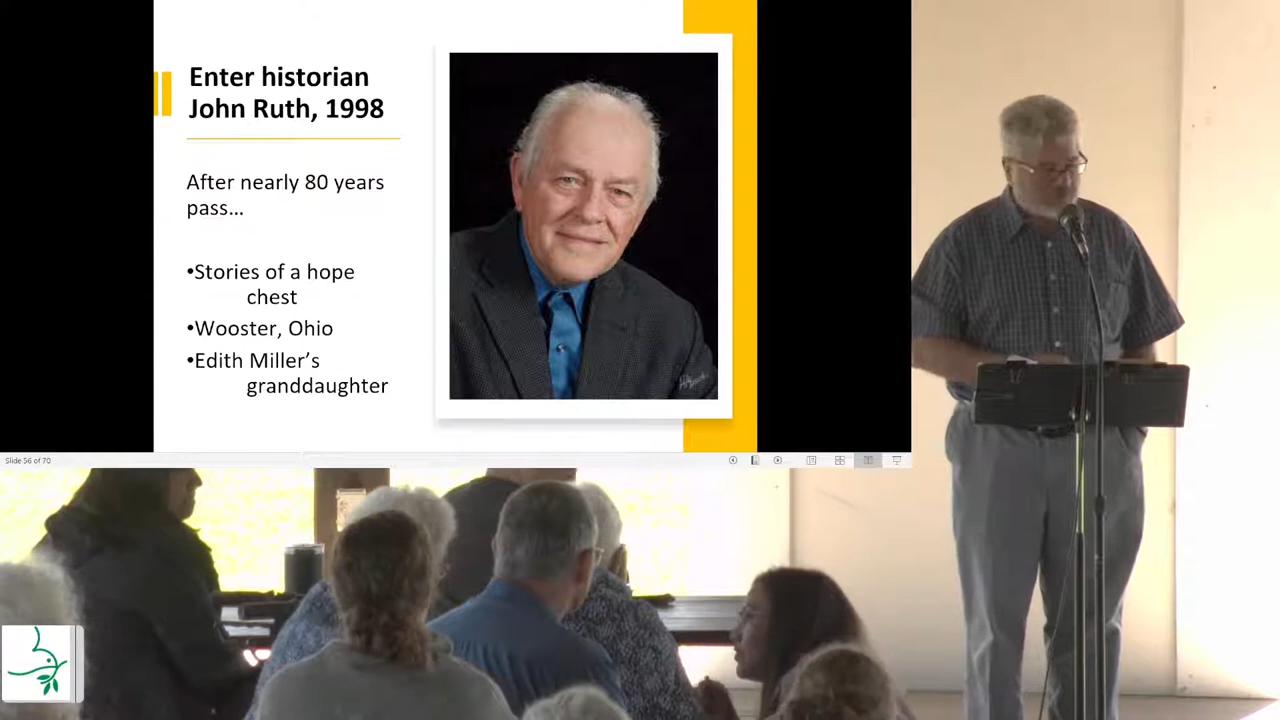 Enter historian
John Ruth, 1998
After nearly 80 years
pass…
•Stories of a hope
chest
•Wooster, Ohio
•Edith Miller’s
granddaughter
Slide 56 of 70